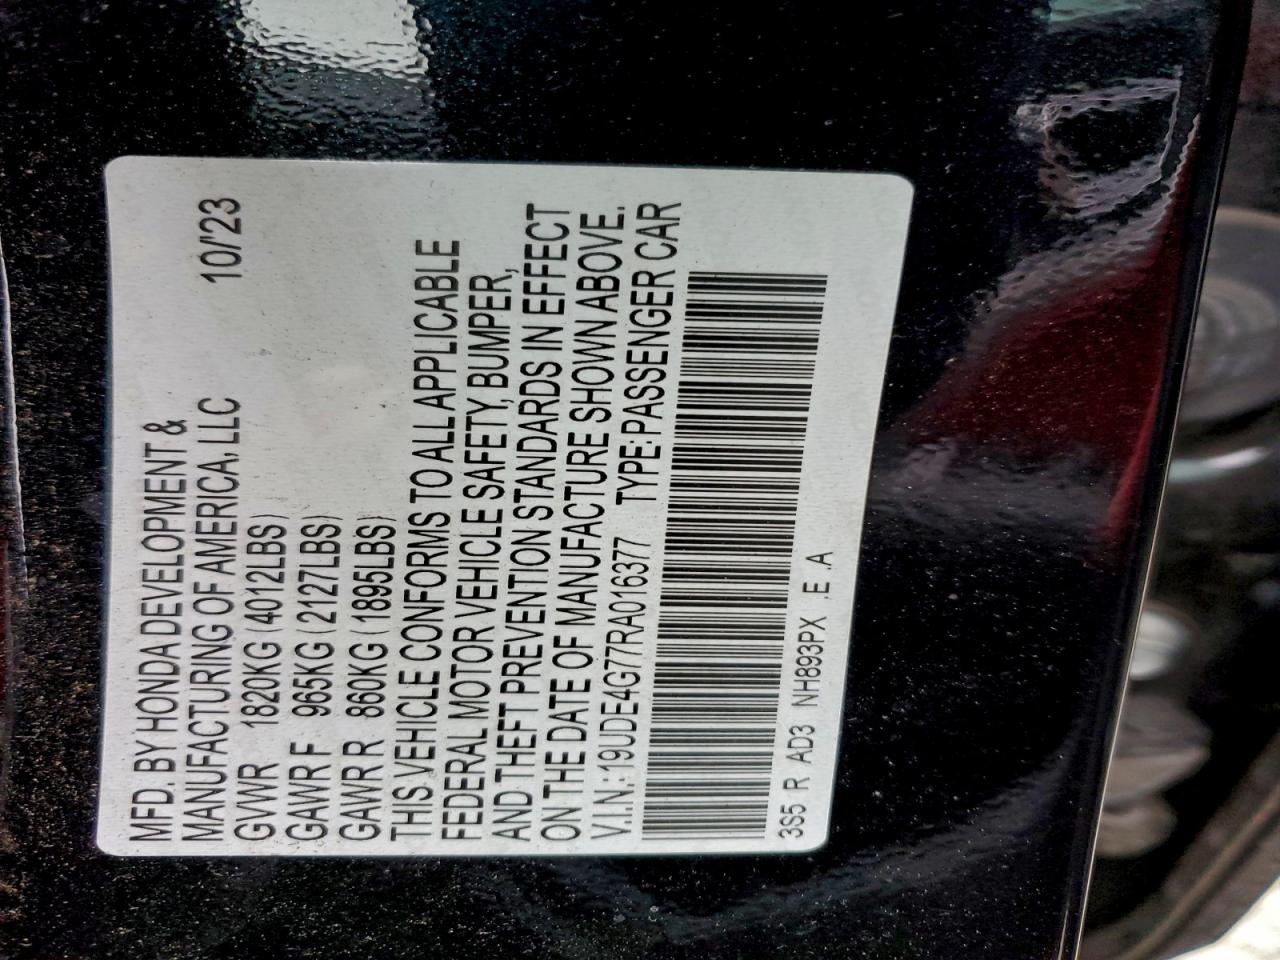 MFD. BY HONDA DEVELOPMENT &
MANUFACTURING OF AMERICA, LLC 10/'23
GVWR 1820KG (4012LBS)
GAWR F 965KG (2127LBS)
GAWR R 860KG (1895LBS)
THIS VEHICLE CONFORMS TO ALL APPLICABLE
FEDERAL MOTOR VEHICLE SAFETY, BUMPER,
AND THEFT PREVENTION STANDARDS IN EFFECT
ON THE DATE OF MANUFACTURE SHOWN ABOVE.
V.I.N.: 19UDE4G77RA016377 TYPE: PASSENGER CAR
3S5 R AD3 NH893PX .E .A